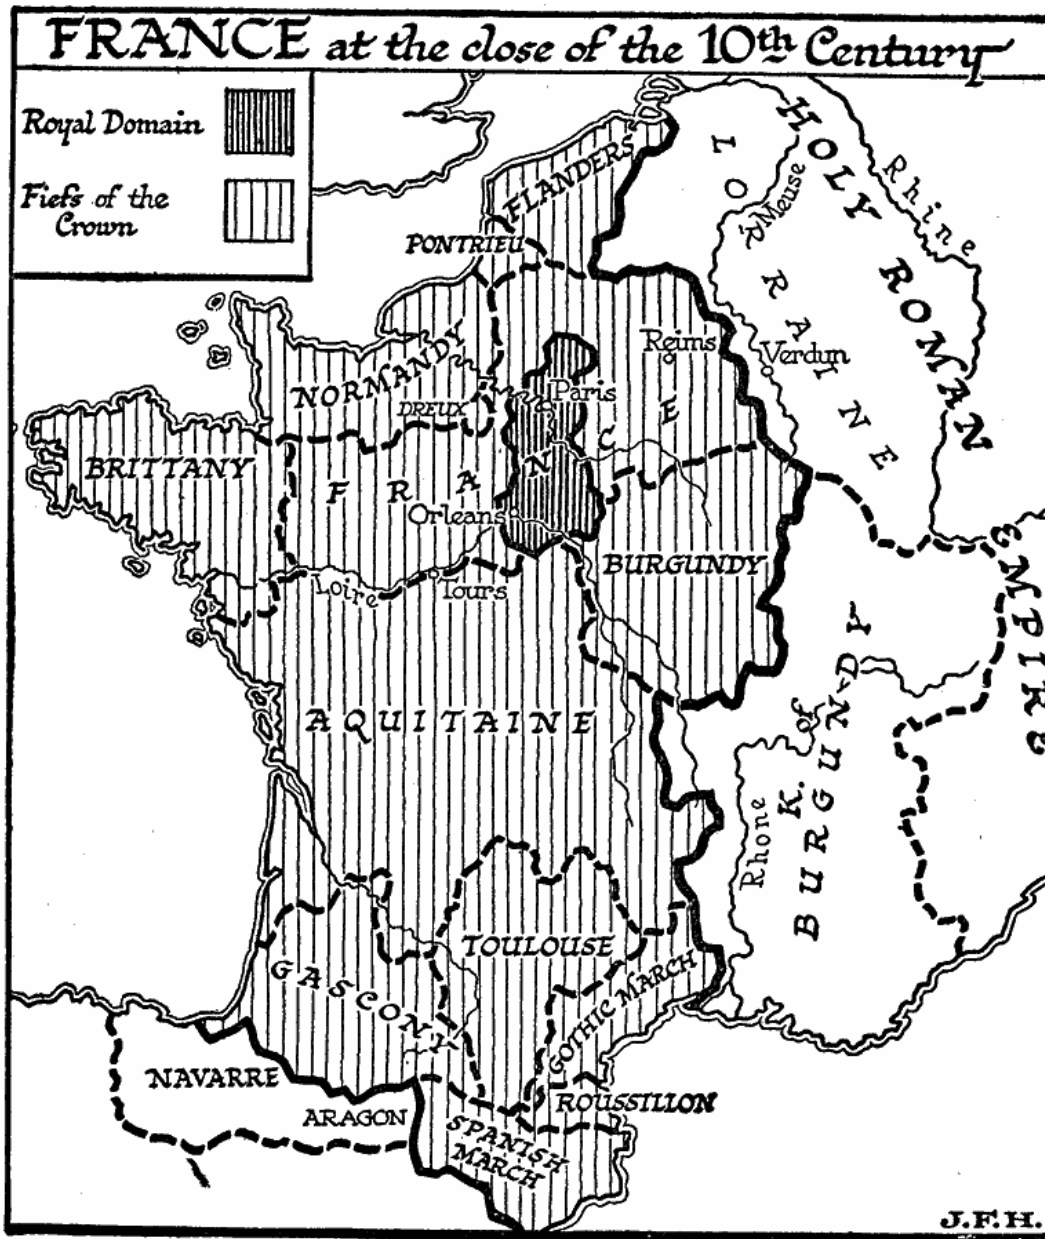 FRANCE at the close of the 10th Century
Royal Domain
Fiefs of the
Crown
FLANDERS
PONTRIEU
LORRAINE
Meuse
HOLY ROMAN EMPIRE
Rhine
NORMANDY
DREUX
Reims
Verdun
Paris
BRITTANY
FRANCE
Orleans
BURGUNDY
Loire
Tours
AQUITAINE
K. of
BURGUNDY
Rhone
TOULOUSE
GASCONY
GOTHIC MARCH
NAVARRE
ARAGON
ROUSSILLON
SPANISH
MARCH
J.F.H.